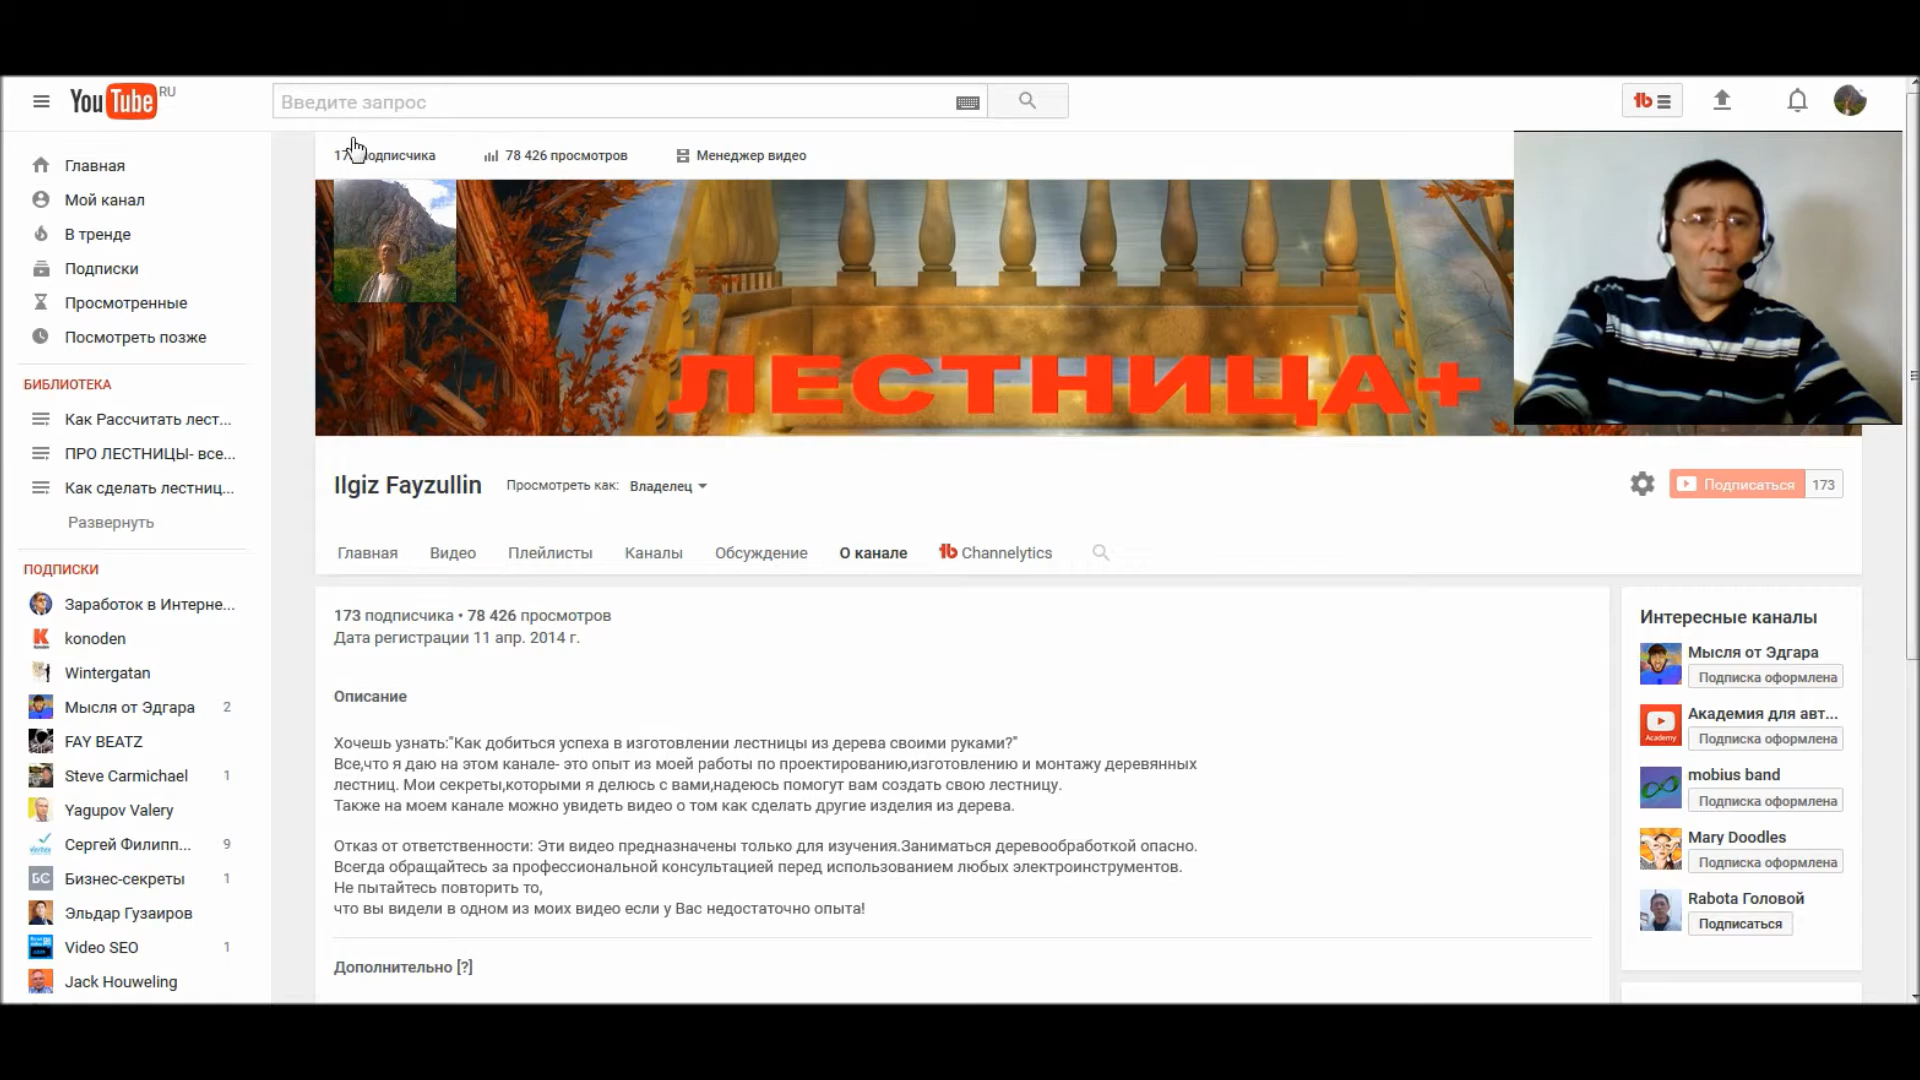 YouTube RU
Введите запрос
подписчика
78 426 просмотров
Менеджер видео
Главная
Мой канал
В тренде
Подписки
Просмотренные
Посмотреть позже
БИБЛИОТЕКА
Как Рассчитать лест...
ПРО ЛЕСТНИЦЫ- все...
Как сделать лестниц...
Развернуть
ПОДПИСКИ
Заработок в Интерне...
konoden
Wintergatan
Мысля от Эдгара 2
FAY BEATZ
Steve Carmichael 1
Yagupov Valery
Сергей Филипп... 9
БС Бизнес-секреты 1
Эльдар Гузаиров
Video SEO 1
Jack Houweling
ЛЕСТНИЦА+
Ilgiz Fayzullin
Просмотреть как: Владелец
Подписаться 173
Главная
Видео
Плейлисты
Каналы
Обсуждение
О канале
Channelytics
173 подписчика • 78 426 просмотров
Дата регистрации 11 апр. 2014 г.
Описание
Хочешь узнать:"Как добиться успеха в изготовлении лестницы из дерева своими руками?"
Все,что я даю на этом канале- это опыт из моей работы по проектированию,изготовлению и монтажу деревянных
лестниц. Мои секреты,которыми я делюсь с вами,надеюсь помогут вам создать свою лестницу.
Также на моем канале можно увидеть видео о том как сделать другие изделия из дерева.
Отказ от ответственности: Эти видео предназначены только для изучения.Заниматься деревообработкой опасно.
Всегда обращайтесь за профессиональной консультацией перед использованием любых электроинструментов.
Не пытайтесь повторить то,
что вы видели в одном из моих видео если у Вас недостаточно опыта!
Дополнительно [?]
Интересные каналы
Мысля от Эдгара
Подписка оформлена
Академия для авт...
Academy
Подписка оформлена
mobius band
Подписка оформлена
Mary Doodles
Подписка оформлена
Rabota Головой
Подписаться